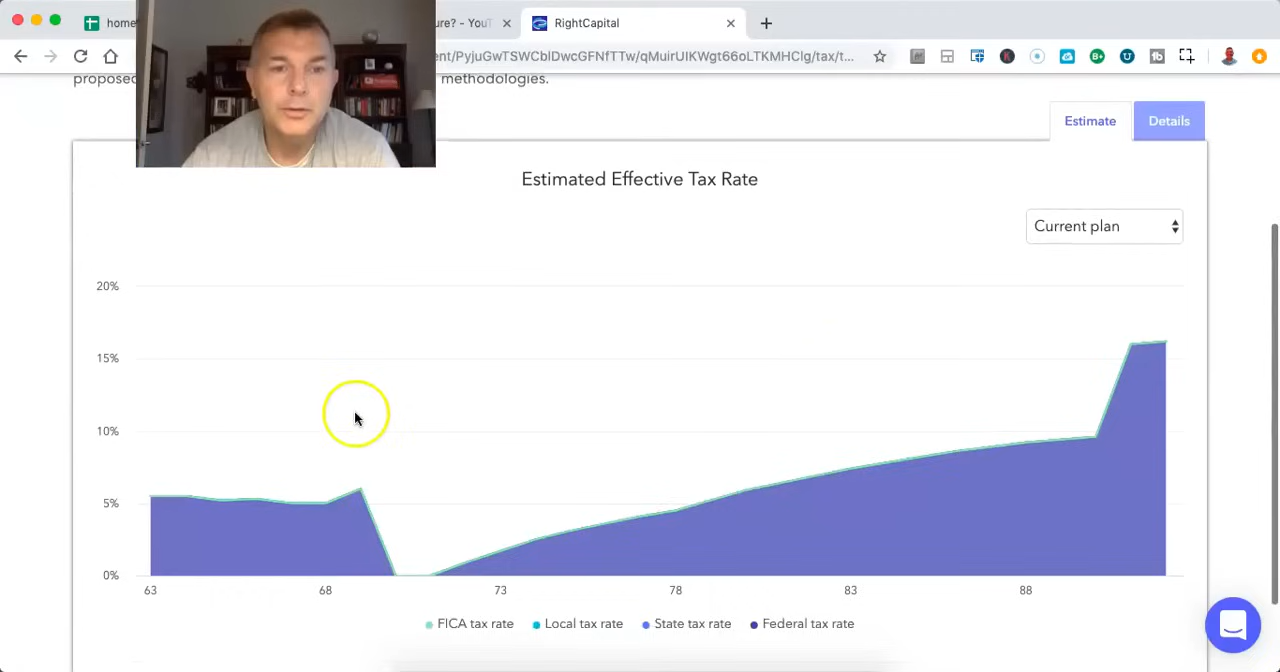 home
ure? - YouT
RightCapital
ent/PyjuGwTSWCblDwcGFNfTTw/qMuirUIKWgt66oLTKMHClg/tax/t...
proposed
methodologies.
Estimate
Details
Estimated Effective Tax Rate
Current plan
20%
15%
10%
5%
0%
63
68
73
78
83
88
FICA tax rate
Local tax rate
State tax rate
Federal tax rate